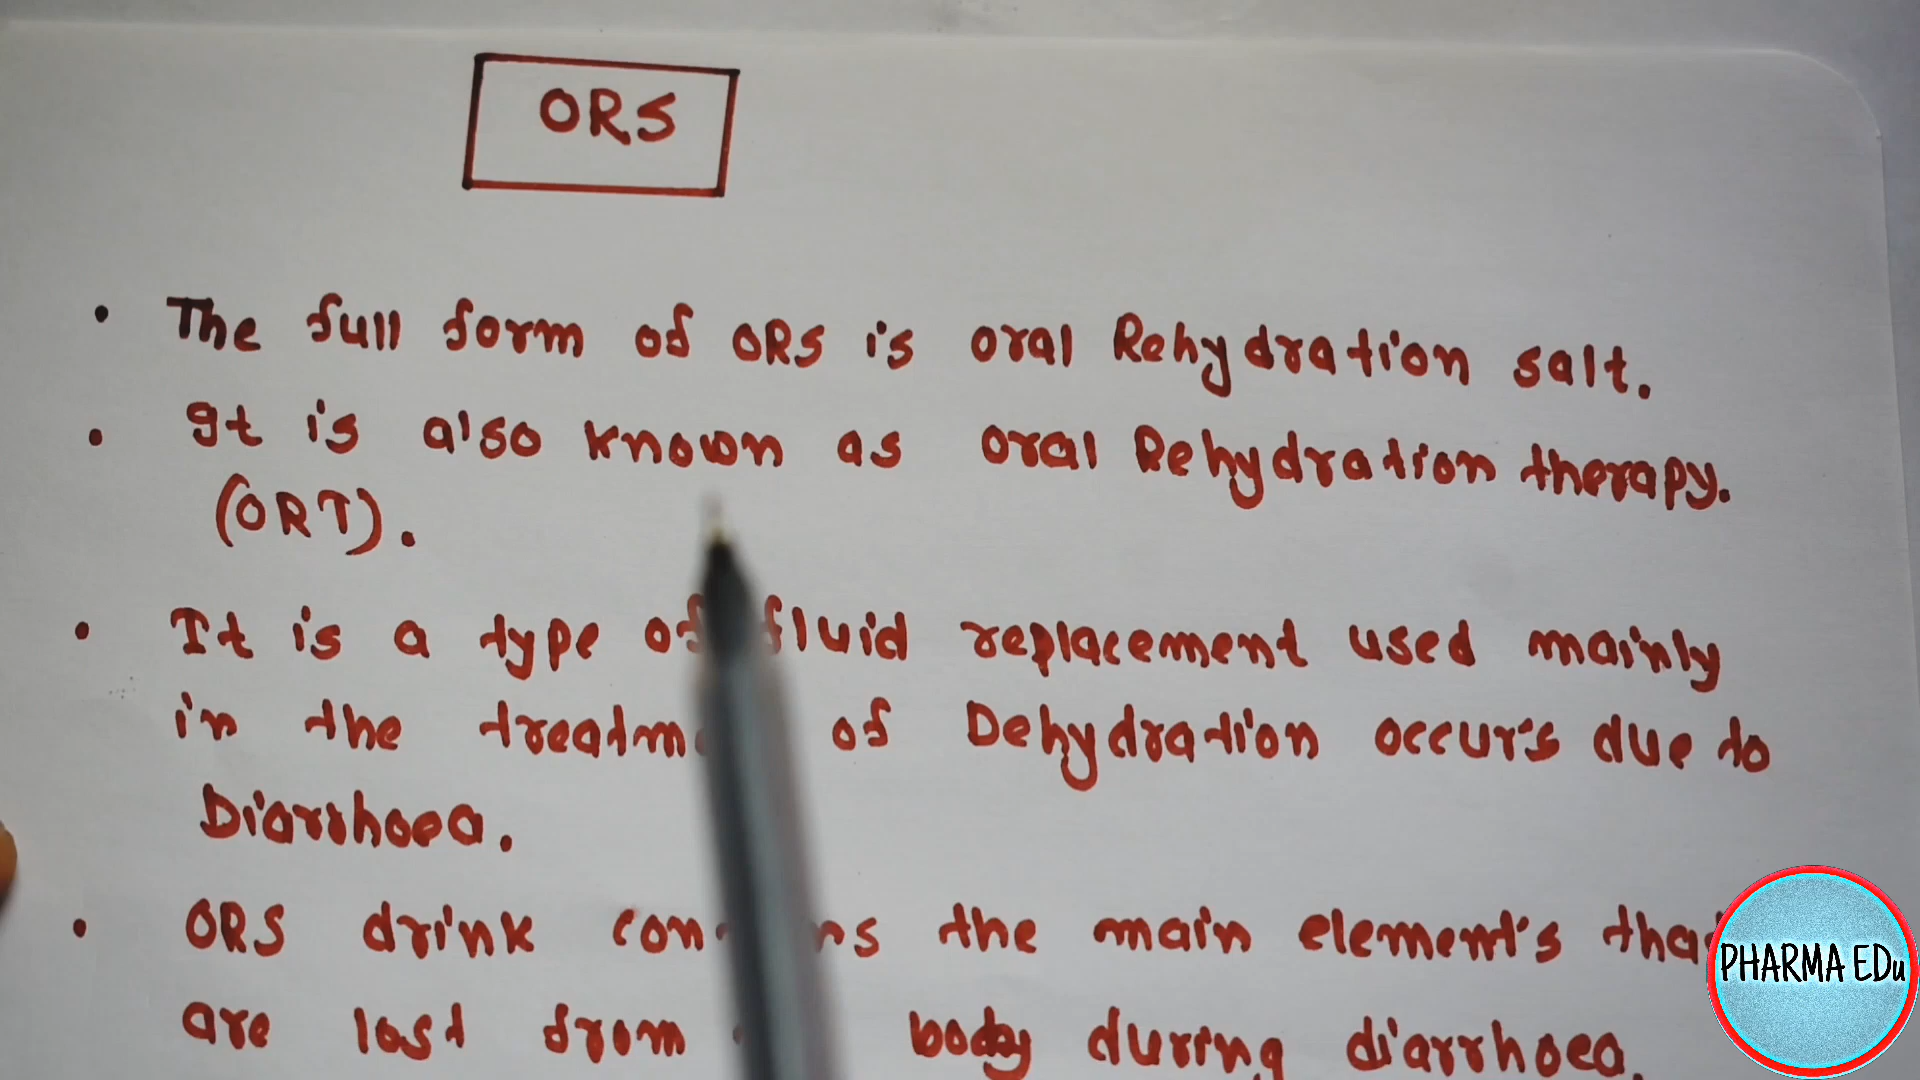 ORS
• The full form of ORS is oral Rehydration salt.
• It is also known as oral Rehydration therapy.
(ORT).
• It is a type of fluid replacement used mainly
in the of Dehydration occur's due to
Diarrhoea.
• ORS drink the main element's
are lost from body during diarrhoea.
PHARMA EDu